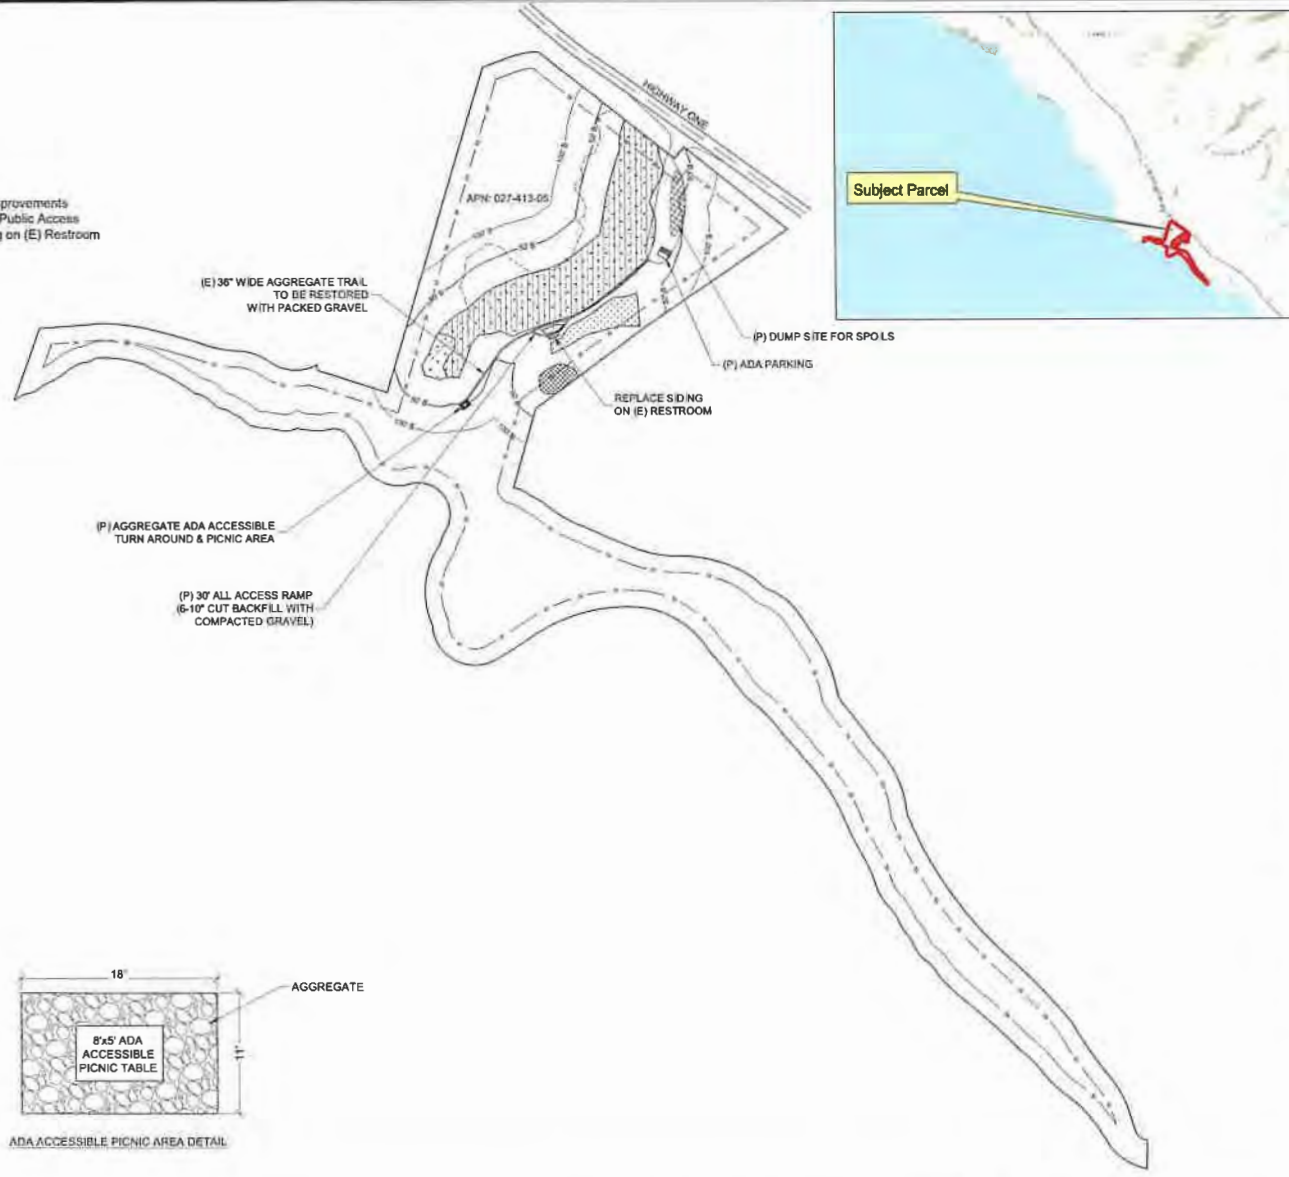 HIGHWAY ONE
Subject Parcel
provements
Public Access
on (E) Restroom
APN: 027-413-05
(E) 36" WIDE AGGREGATE TRAIL
TO BE RESTORED
WITH PACKED GRAVEL
(P) DUMP SITE FOR SPOILS
(P) ADA PARKING
REPLACE SIDING
ON (E) RESTROOM
(P) AGGREGATE ADA ACCESSIBLE
TURN AROUND & PICNIC AREA
(P) 30' ALL ACCESS RAMP
(6-10" CUT BACKFILL WITH
COMPACTED GRAVEL)
18'
AGGREGATE
8'x5' ADA
ACCESSIBLE
PICNIC TABLE
11'
ADA ACCESSIBLE PICNIC AREA DETAIL